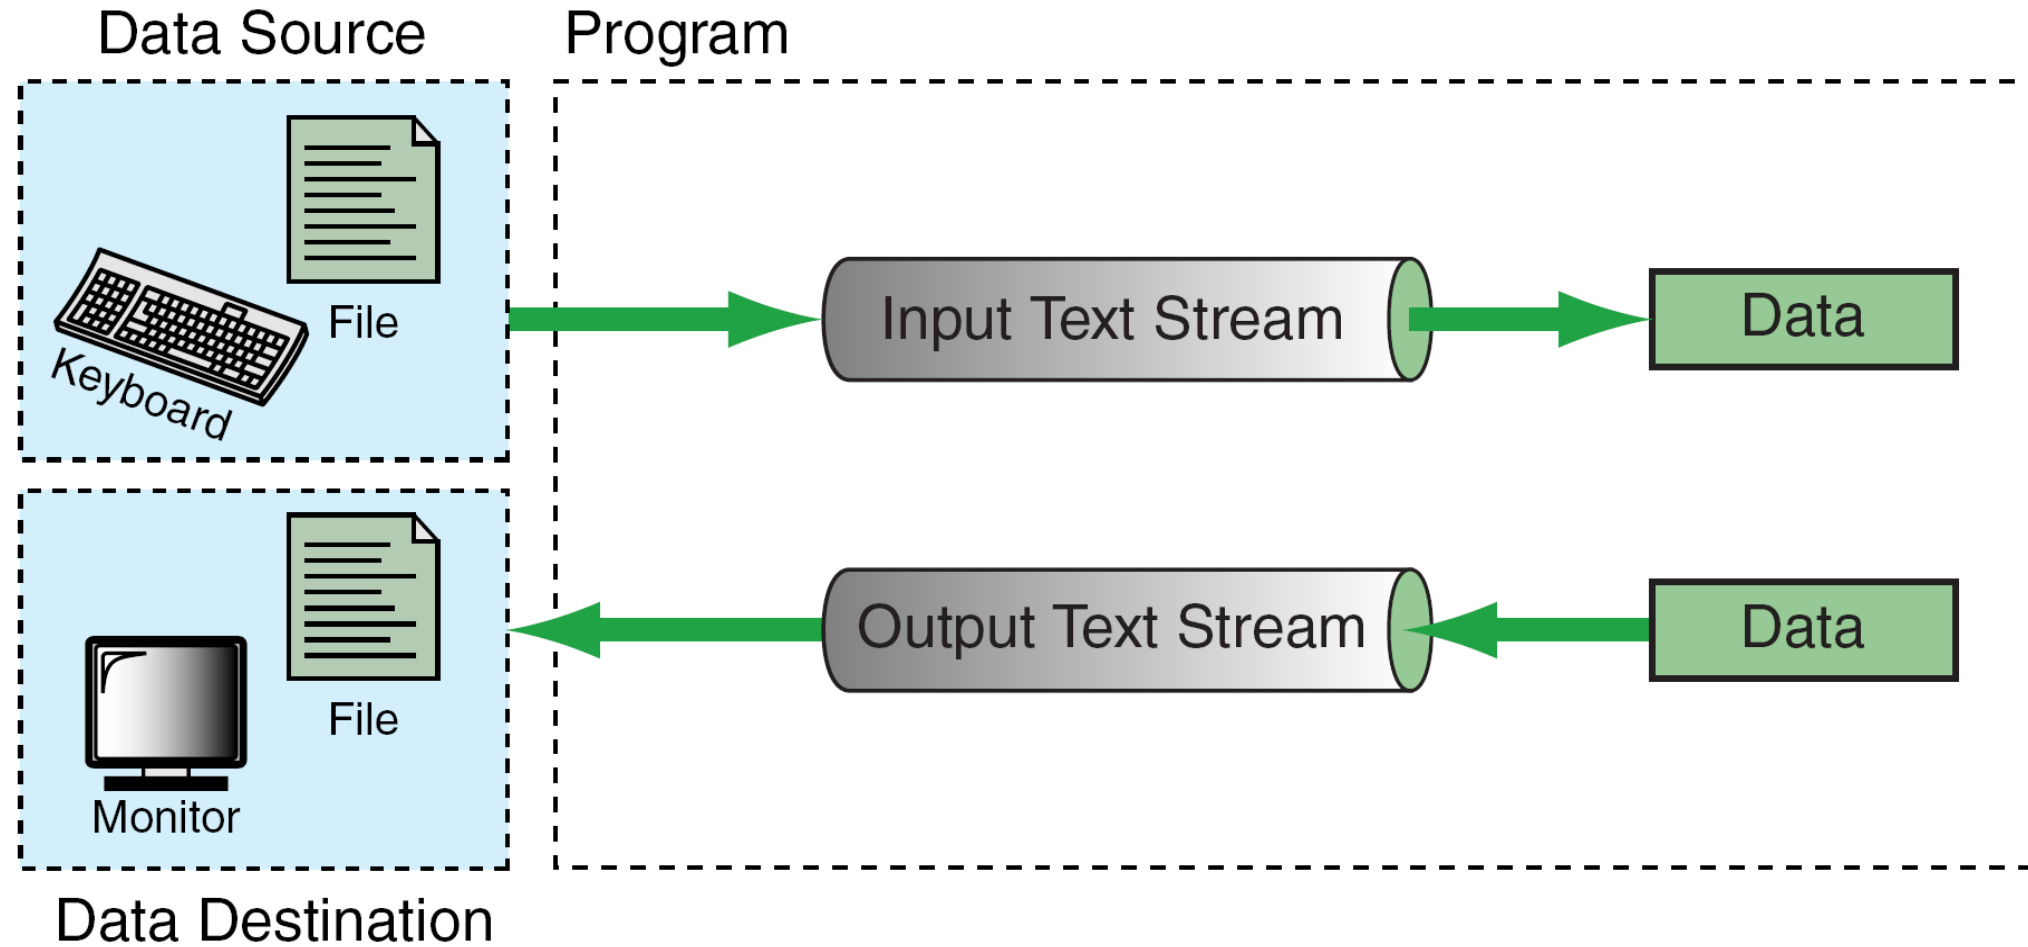 Data Source
Program
File
Keyboard
Input Text Stream
Data
File
Monitor
Output Text Stream
Data
Data Destination